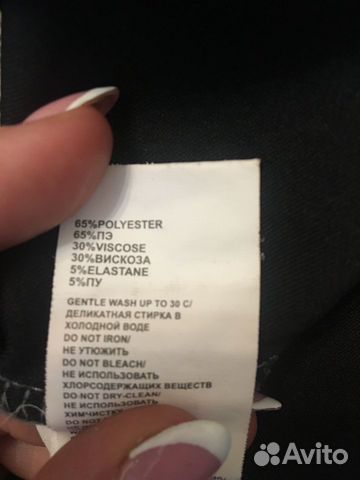 65%POLYESTER
65%ПЭ
30%VISCOSE
30%ВИСКОЗА
5%ELASTANE
5%ПУ
GENTLE WASH UP TO 30 C/
ДЕЛИКАТНАЯ СТИРКА В
ХОЛОДНОЙ ВОДЕ
DO NOT IRON/
НЕ УТЮЖИТЬ
DO NOT BLEACH/
НЕ ИСПОЛЬЗОВАТЬ
ХЛОРСОДЕРЖАЩИХ ВЕЩЕСТВ
DO NOT DRY-CLEAN/
НЕ ИСПОЛЬЗОВАТЬ
ХИМЧИСТКУ
DO NOT
Avito